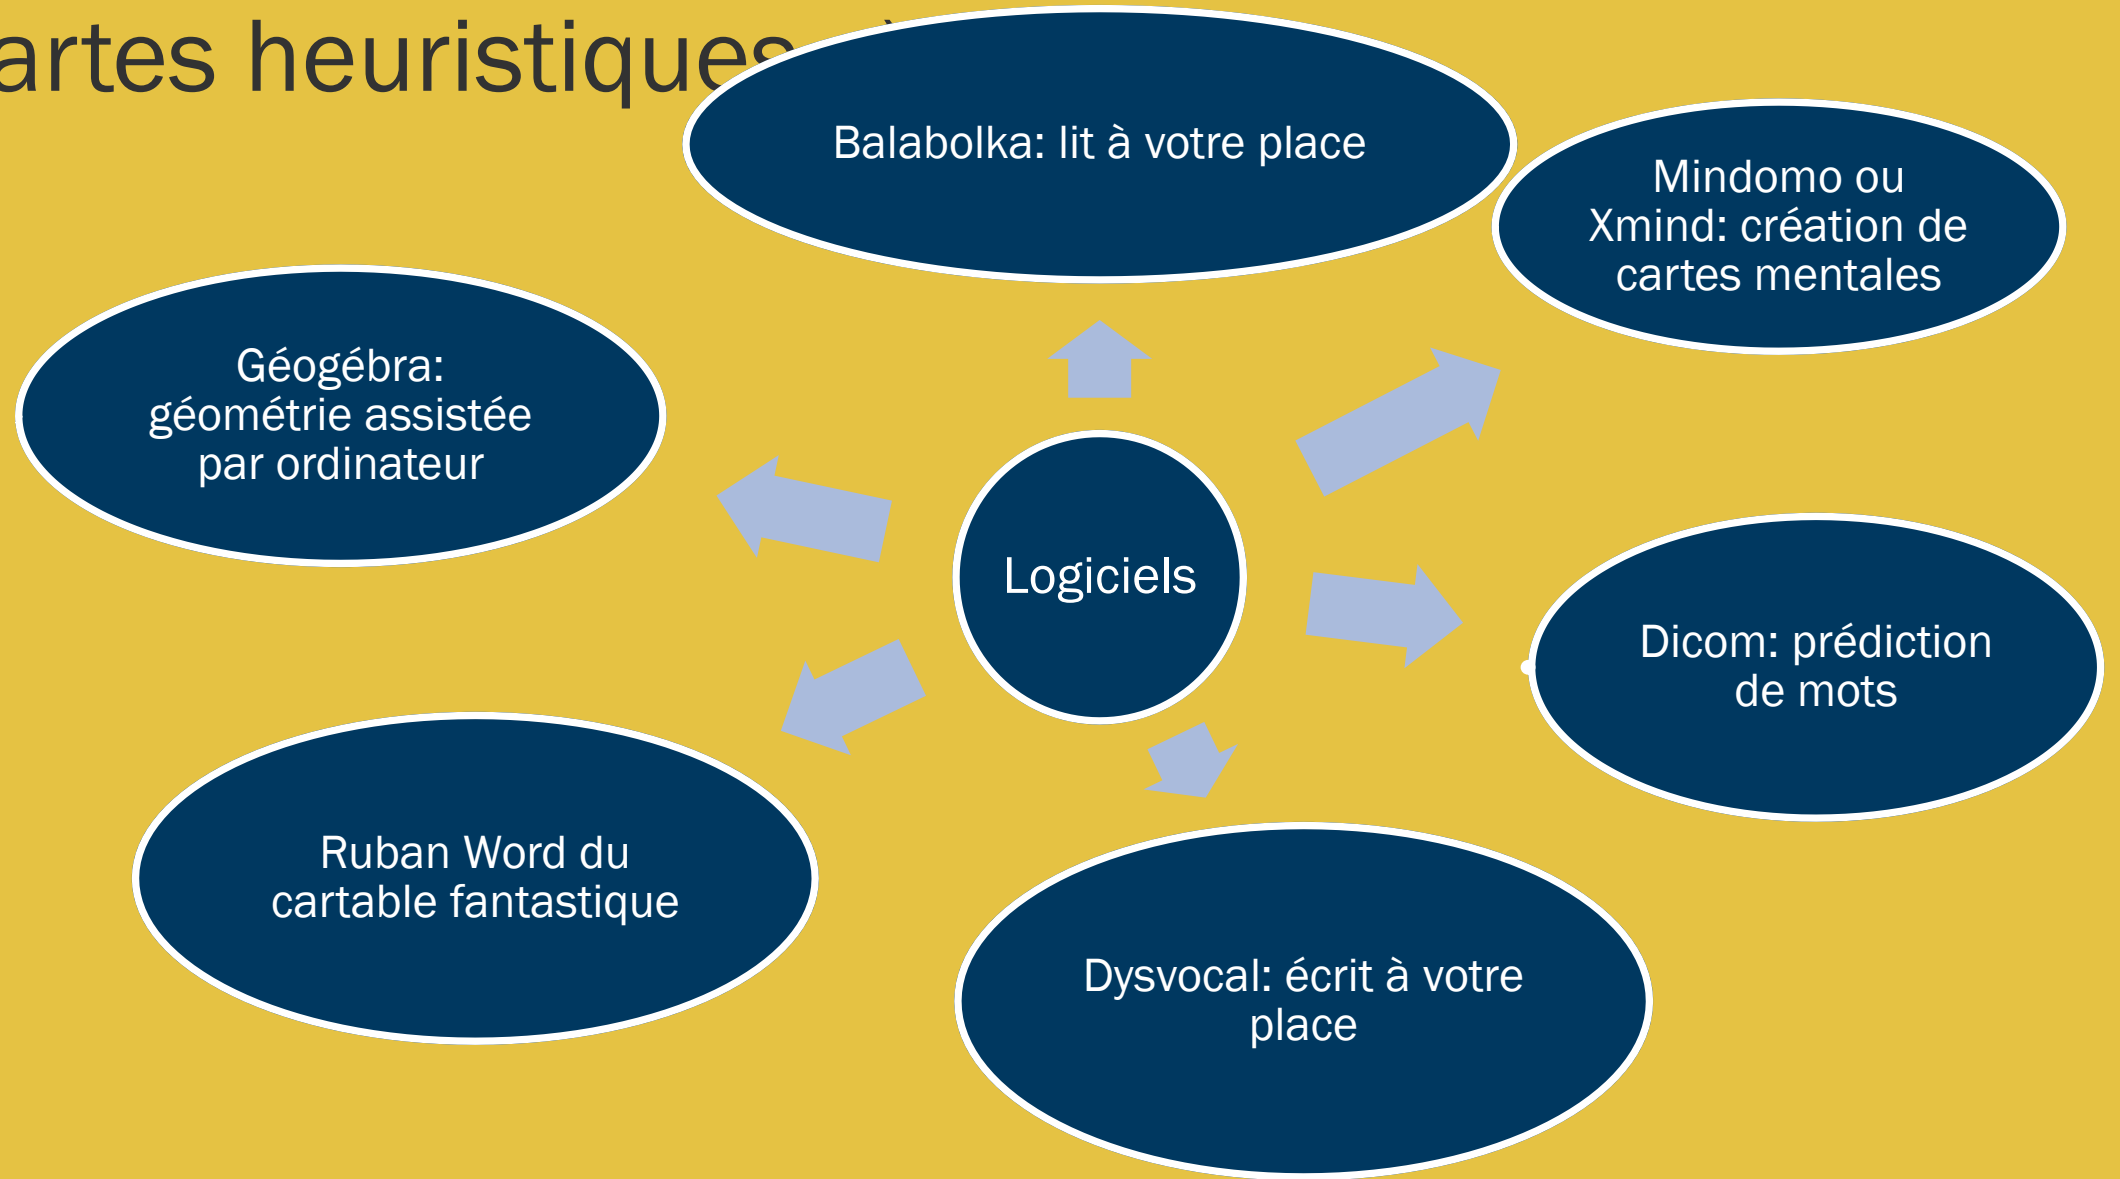 artes heuristiques
Balabolka: lit à votre place
Mindomo ou
Xmind: création de
cartes mentales
Géogébra:
géométrie assistée
par ordinateur
Logiciels
Dicom: prédiction
de mots
Ruban Word du
cartable fantastique
Dysvocal: écrit à votre
place